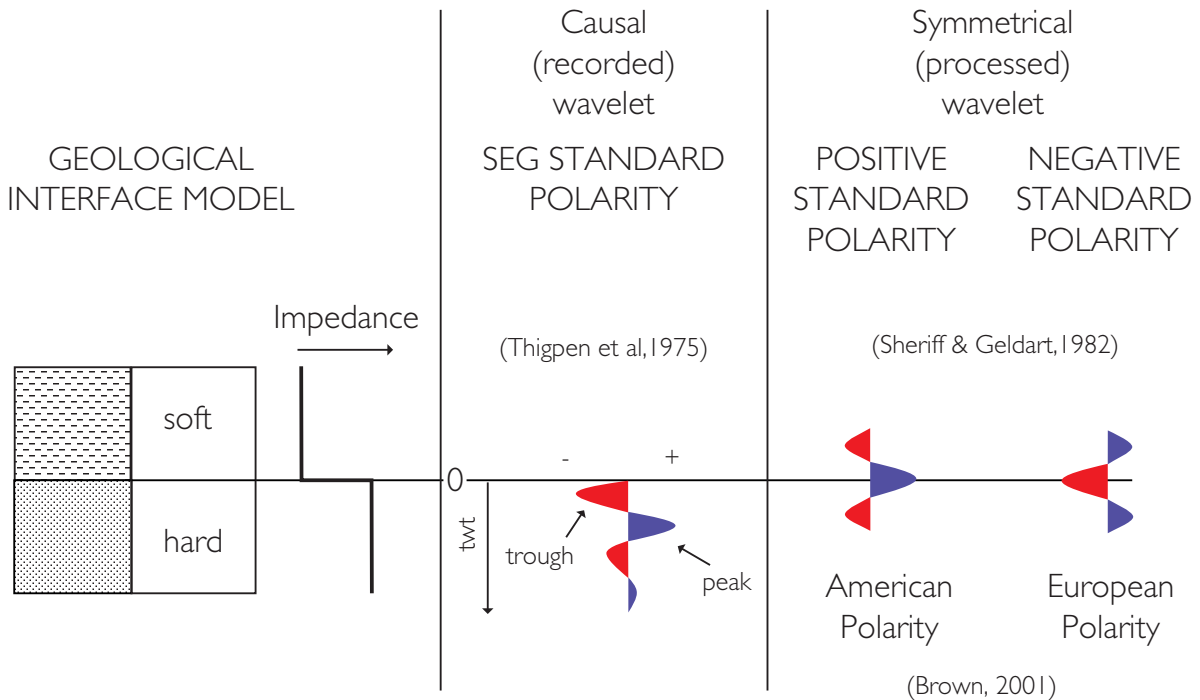 GEOLOGICAL
INTERFACE MODEL
Impedance
soft
hard
Causal
(recorded)
wavelet
SEG STANDARD
POLARITY
(Thigpen et al,1975)
- +
0
twt
trough
peak
Symmetrical
(processed)
wavelet
POSITIVE
STANDARD
POLARITY
NEGATIVE
STANDARD
POLARITY
(Sheriff & Geldart,1982)
American
Polarity
European
Polarity
(Brown, 2001)